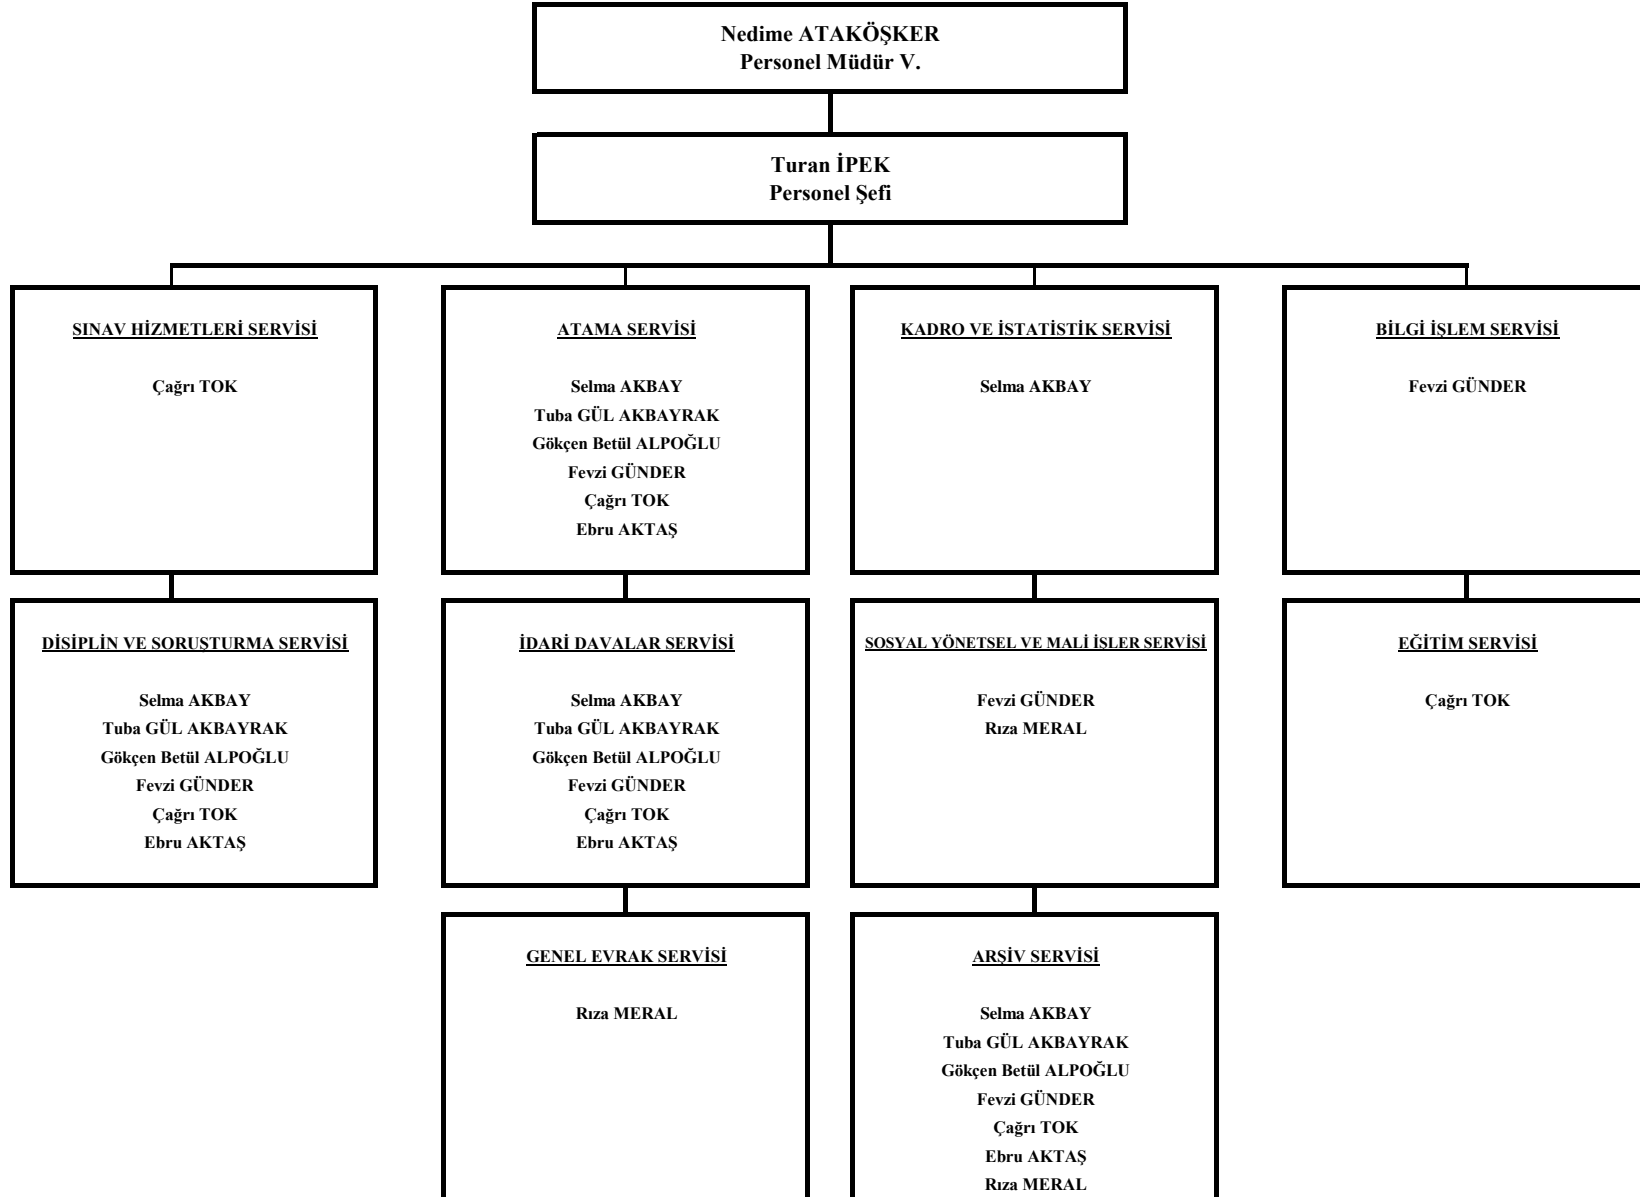 Nedime ATAKÖŞKER
Personel Müdür V.
Turan İPEK
Personel Şefi
SINAV HİZMETLERİ SERVİSİ
Çağrı TOK
ATAMA SERVİSİ
Selma AKBAY
Tuba GÜL AKBAYRAK
Gökçen Betül ALPOĞLU
Fevzi GÜNDER
Çağrı TOK
Ebru AKTAŞ
KADRO VE İSTATİSTİK SERVİSİ
Selma AKBAY
BİLGİ İŞLEM SERVİSİ
Fevzi GÜNDER
DİSİPLİN VE SORUŞTURMA SERVİSİ
Selma AKBAY
Tuba GÜL AKBAYRAK
Gökçen Betül ALPOĞLU
Fevzi GÜNDER
Çağrı TOK
Ebru AKTAŞ
İDARİ DAVALAR SERVİSİ
Selma AKBAY
Tuba GÜL AKBAYRAK
Gökçen Betül ALPOĞLU
Fevzi GÜNDER
Çağrı TOK
Ebru AKTAŞ
SOSYAL YÖNETSEL VE MALİ İŞLER SERVİSİ
Fevzi GÜNDER
Rıza MERAL
EĞİTİM SERVİSİ
Çağrı TOK
GENEL EVRAK SERVİSİ
Rıza MERAL
ARŞİV SERVİSİ
Selma AKBAY
Tuba GÜL AKBAYRAK
Gökçen Betül ALPOĞLU
Fevzi GÜNDER
Çağrı TOK
Ebru AKTAŞ
Rıza MERAL